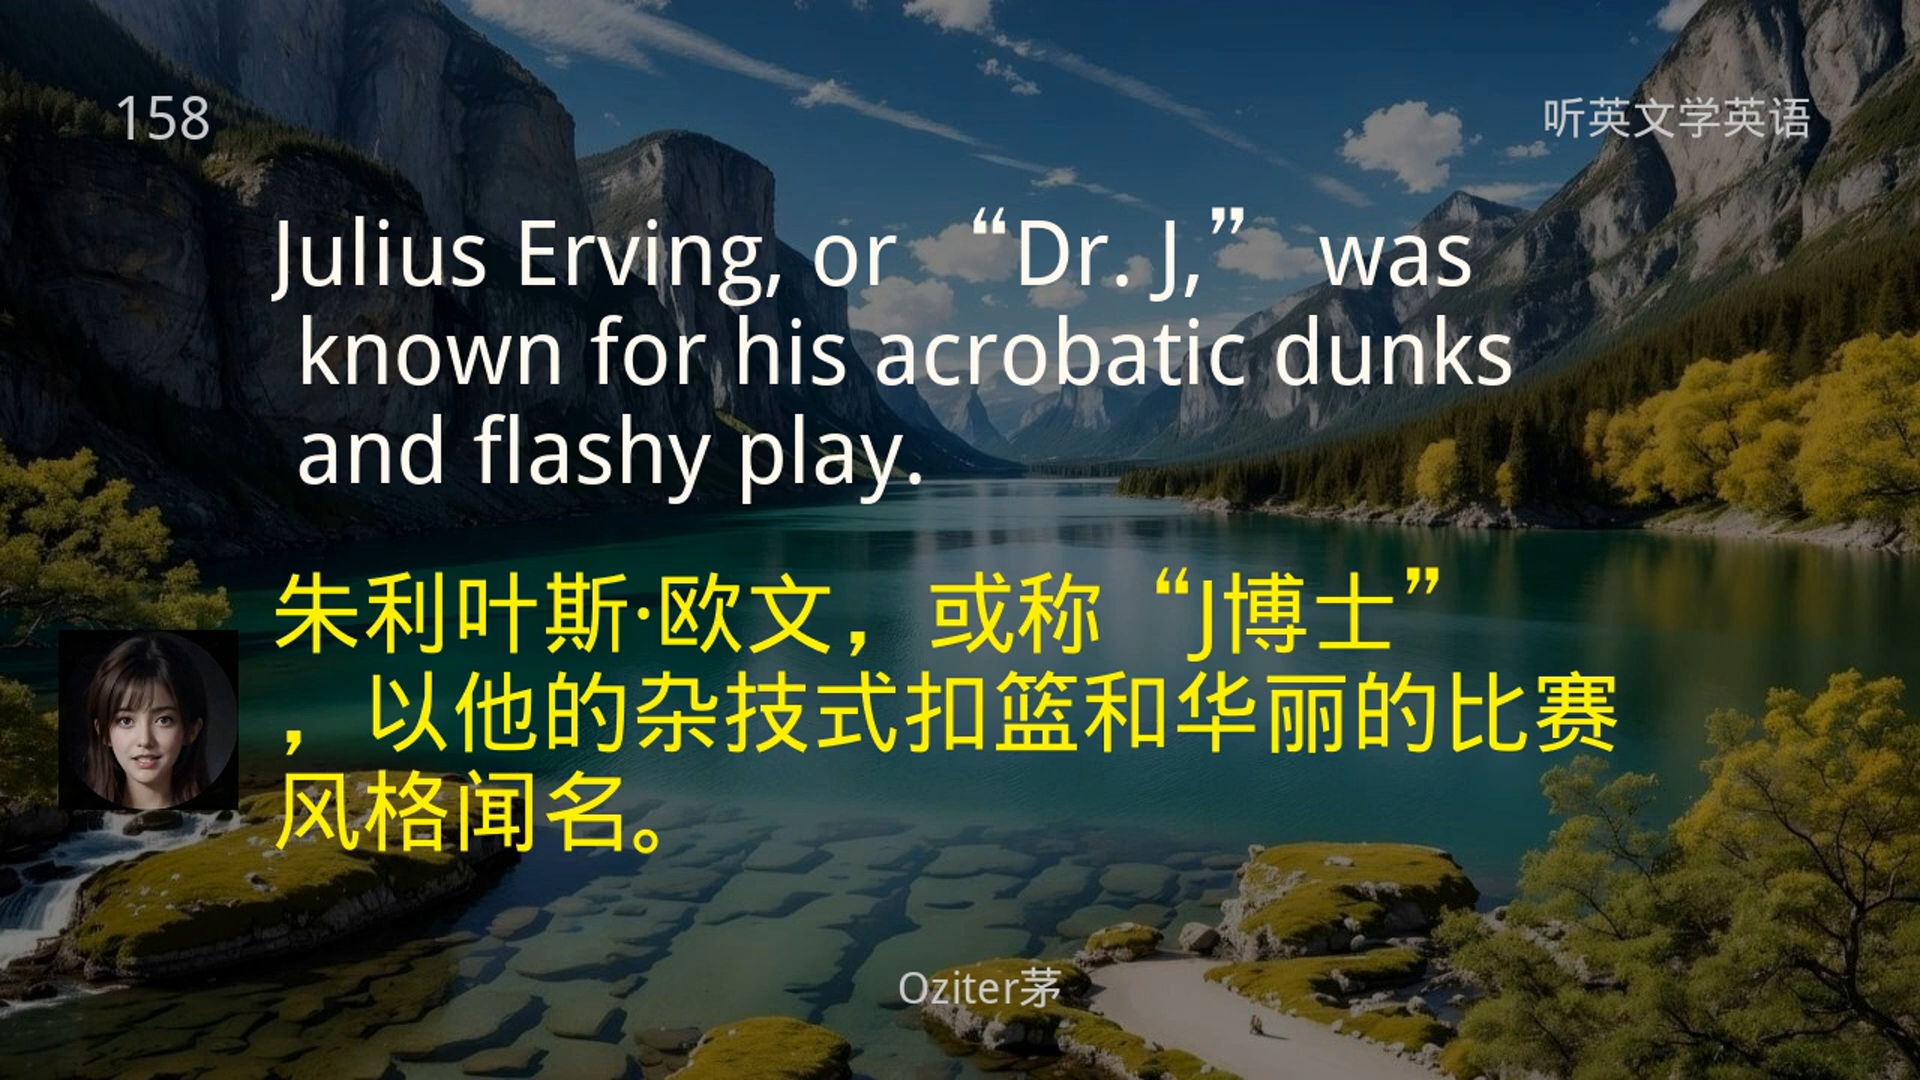 158
听英文学英语
Julius Erving, or “Dr. J,” was
known for his acrobatic dunks
and flashy play.
朱利叶斯·欧文，或称“J博士”
，以他的杂技式扣篮和华丽的比赛
风格闻名。
Oziter茅